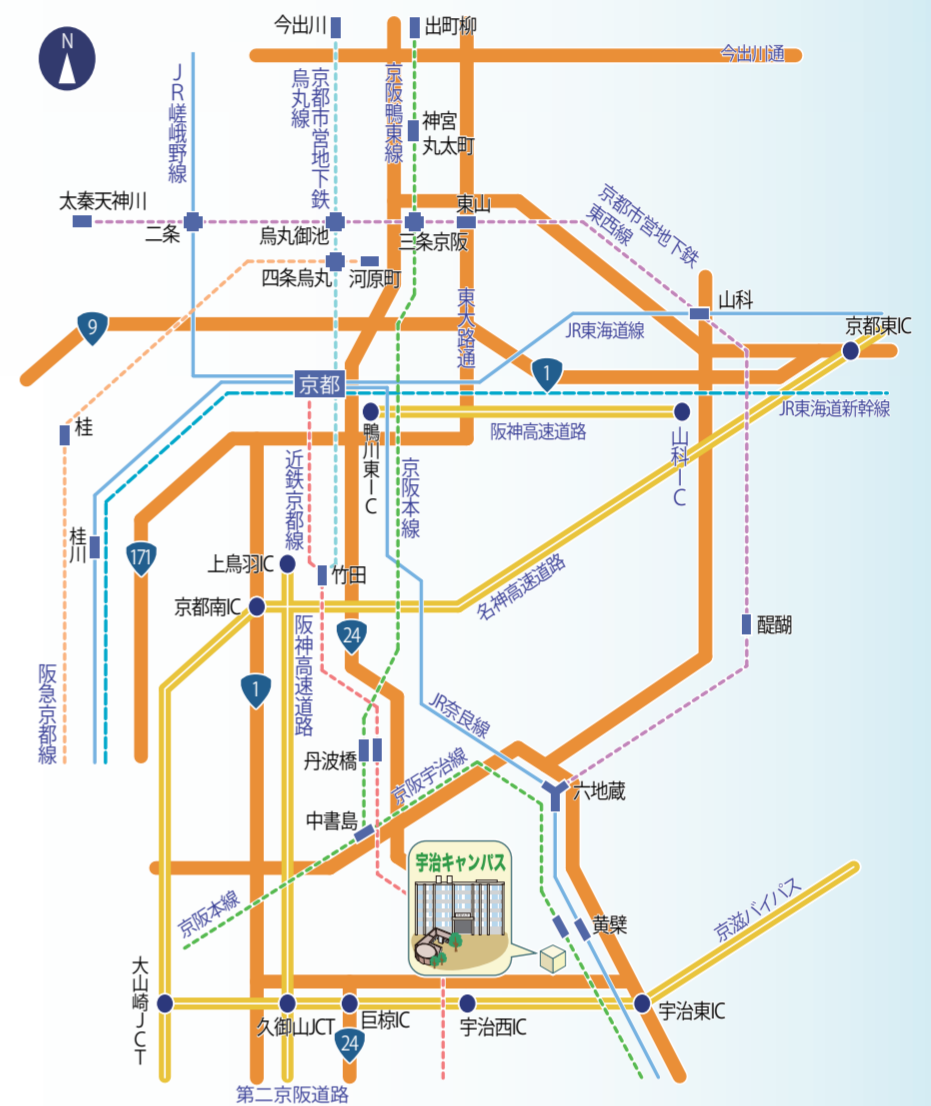 今出川
出町柳
N
今出川通
JR嵯峨野線
京都市営地下鉄
烏丸線
京阪鴨東線
神宮
丸太町
太秦天神川
二条
烏丸御池
三条京阪
東山
京都市営地下鉄
東西線
四条烏丸
河原町
東大路通
山科
JR東海道線
京都東IC
9
1
京都
JR東海道新幹線
桂
鴨川東IC
阪神高速道路
山科IC
近鉄京都線
京阪本線
桂川
171
上鳥羽IC
竹田
京都南IC
名神高速道路
醍醐
24
阪神高速道路
1
阪急京都線
JR奈良線
丹波橋
京阪宇治線
六地蔵
中書島
宇治キャンパス
京阪本線
黄檗
京滋バイパス
大山崎JCT
久御山JCT
巨椋IC
宇治西IC
宇治東IC
24
第二京阪道路